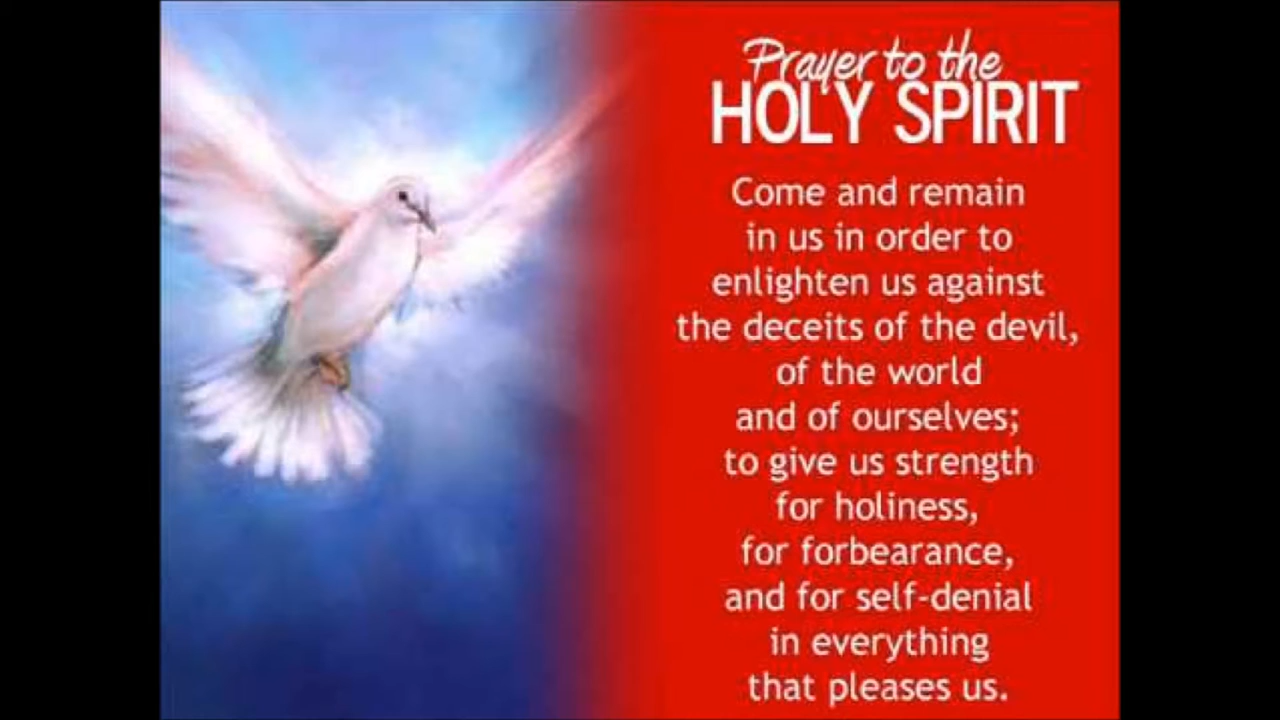 Prayer to the
HOLY SPIRIT
Come and remain
in us in order to
enlighten us against
the deceits of the devil,
of the world
and of ourselves;
to give us strength
for holiness,
for forbearance,
and for self-denial
in everything
that pleases us.